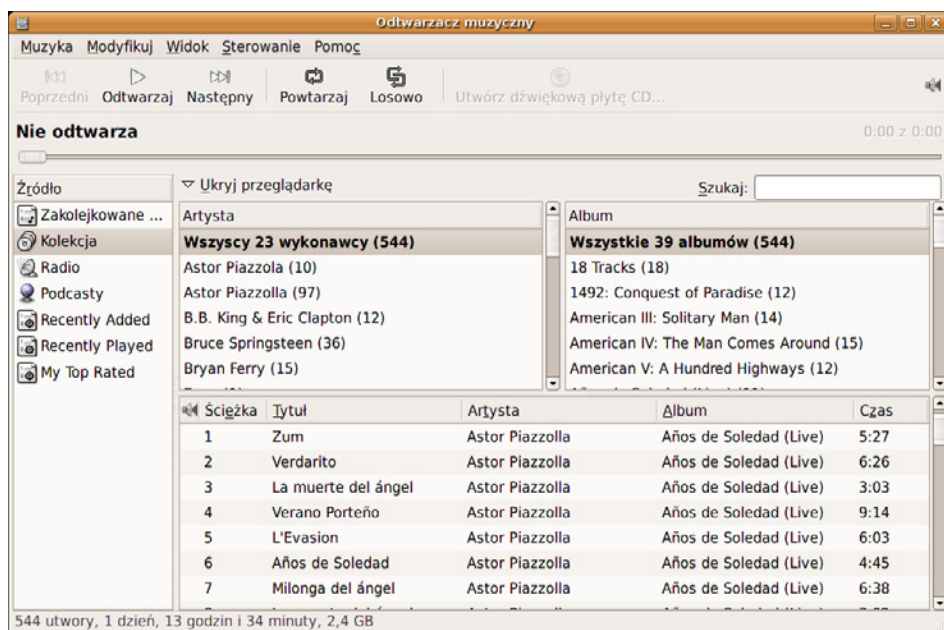 Odtwarzacz muzyczny
Muzyka Modyfikuj Widok Sterowanie Pomoc
Poprzedni Odtwarzaj Następny Powtarzaj Losowo Utwórz dźwiękową płytę CD...
Nie odtwarza 0:00 z 0:00
Źródło
Zakolejkowane ...
Kolekcja
Radio
Podcasty
Recently Added
Recently Played
My Top Rated
Ukryj przeglądarkę Szukaj:
Artysta
Wszyscy 23 wykonawcy (544)
Astor Piazzola (10)
Astor Piazzolla (97)
B.B. King & Eric Clapton (12)
Bruce Springsteen (36)
Bryan Ferry (15)
Album
Wszystkie 39 albumów (544)
18 Tracks (18)
1492: Conquest of Paradise (12)
American III: Solitary Man (14)
American IV: The Man Comes Around (15)
American V: A Hundred Highways (12)
Ścieżka Tytuł Artysta Album Czas
1 Zum Astor Piazzolla Años de Soledad (Live) 5:27
2 Verdarito Astor Piazzolla Años de Soledad (Live) 6:26
3 La muerte del ángel Astor Piazzolla Años de Soledad (Live) 3:03
4 Verano Porteño Astor Piazzolla Años de Soledad (Live) 9:14
5 L'Evasion Astor Piazzolla Años de Soledad (Live) 6:03
6 Años de Soledad Astor Piazzolla Años de Soledad (Live) 4:45
7 Milonga del ángel Astor Piazzolla Años de Soledad (Live) 6:38
544 utwory, 1 dzień, 13 godzin i 34 minuty, 2,4 GB